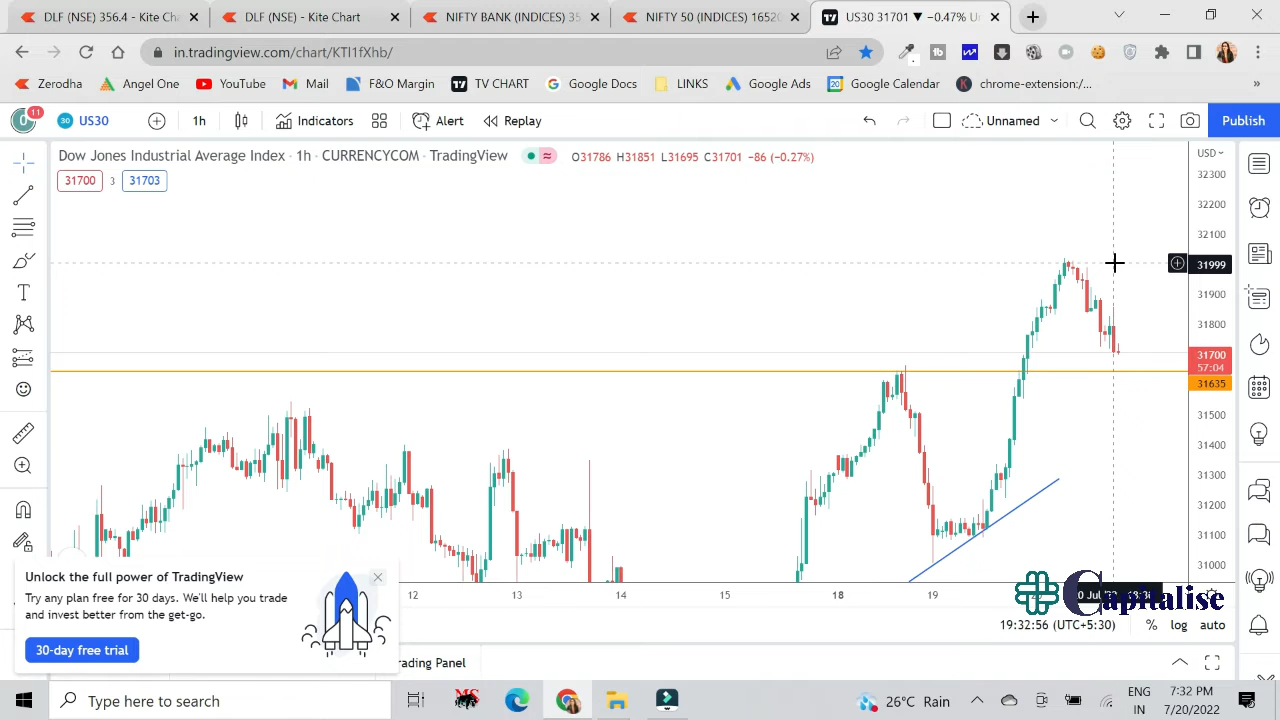 DLF (NSE) 356.4 - Kite Chart
DLF (NSE) - Kite Chart
NIFTY BANK (INDICES) 35
NIFTY 50 (INDICES) 1652
US30 31701 ▼ −0.47% U
in.tradingview.com/chart/KTl1fXhb/
Zerodha
Angel One
YouTube
Mail
F&O Margin
TV CHART
Google Docs
LINKS
Google Ads
Google Calendar
chrome-extension:/...
11
US30
1h
Indicators
Alert
Replay
Unnamed
Publish
Dow Jones Industrial Average Index · 1h · CURRENCYCOM · TradingView
O31786 H31851 L31695 C31701 −86 (−0.27%)
31700
3
31703
USD
32300
32200
32100
31999
31900
31800
31700
57:04
31635
31500
31400
31300
31200
31100
31000
12
13
14
15
18
19
Unlock the full power of TradingView
Try any plan free for 30 days. We'll help you trade
and invest better from the get-go.
30-day free trial
Capitalise
19:32:56 (UTC+5:30)
%
log
auto
rading Panel
Type here to search
26°C Rain
ENG
IN
7:32 PM
7/20/2022